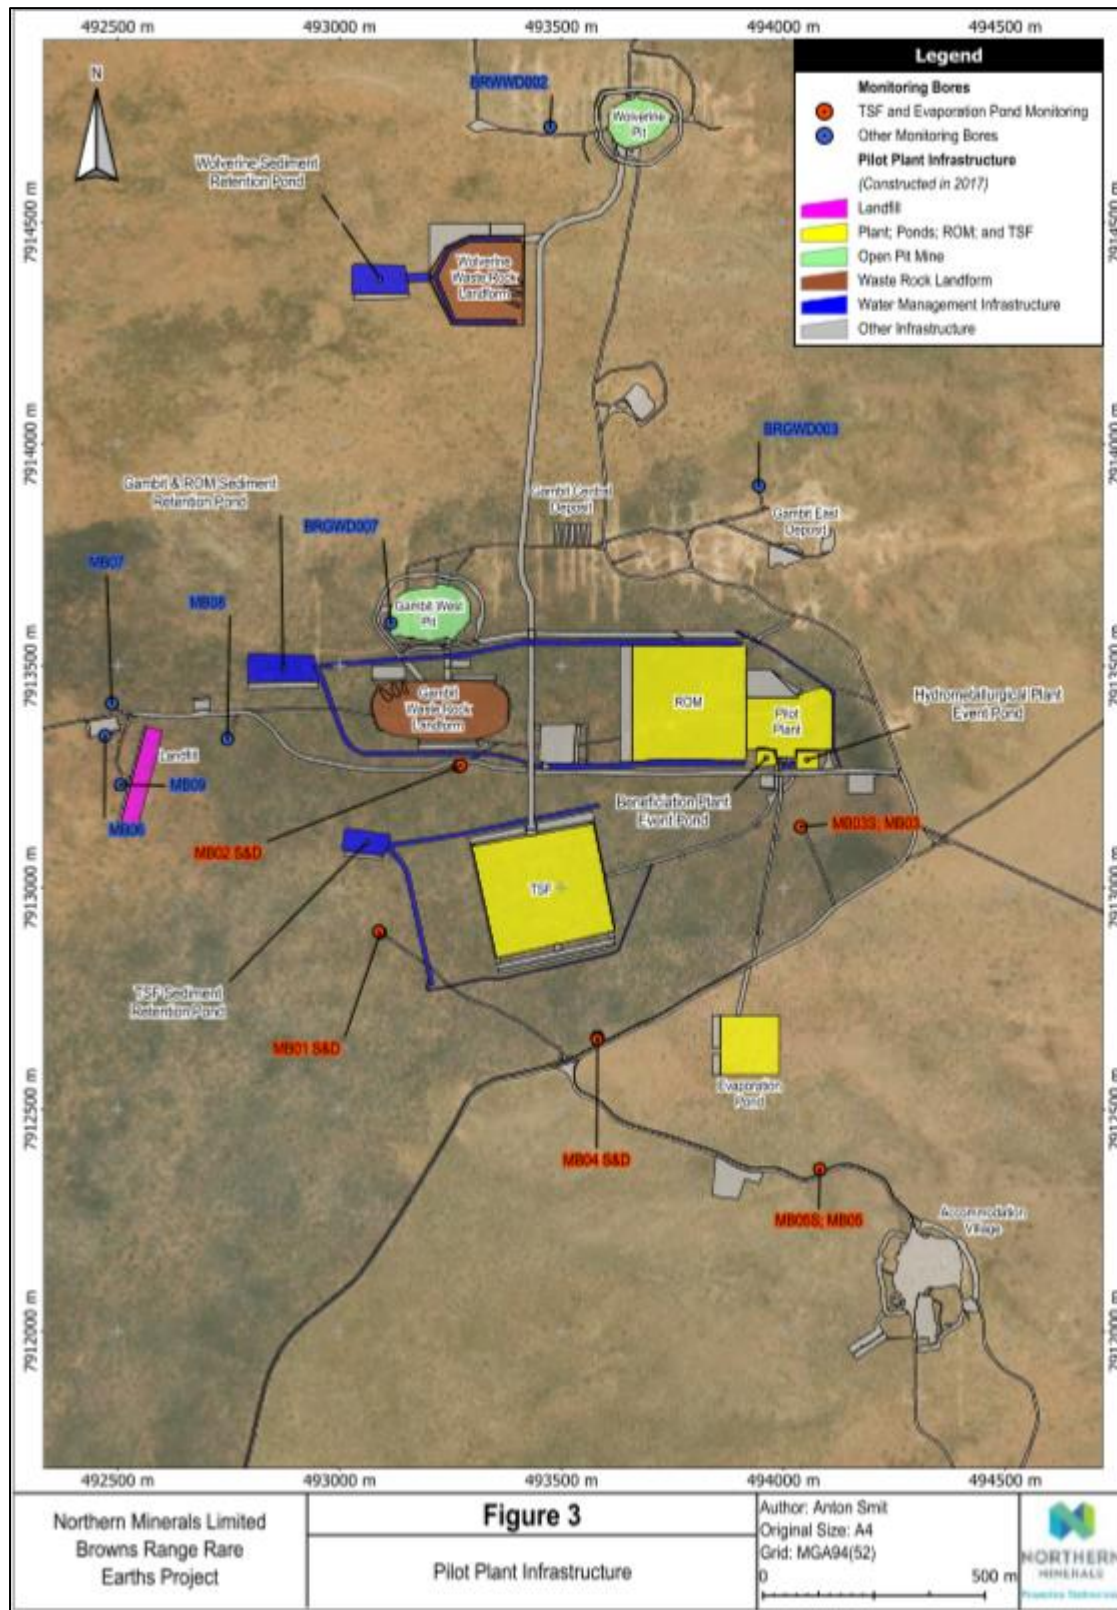 492500 m
493000 m
493500 m
494000 m
494500 m
Legend
Monitoring Bores
TSF and Evaporation Pond Monitoring
Other Monitoring Bores
Pilot Plant Infrastructure
(Constructed in 2017)
Landfill
Plant; Ponds; ROM; and TSF
Open Pit Mine
Waste Rock Landform
Water Management Infrastructure
Other Infrastructure
N
BRWWD002
Wolverine
Pit
Wolverine Sediment
Retention Pond
7914500 m
7914500 m
Wolverine
Waste Rock
Landform
7914000 m
7914000 m
BRGWD003
Gambit & ROM Sediment
Retention Pond
Gambit Central
Deposit
Gambit East
Deposit
BRGWD007
MB07
MB08
Gambit West
Pit
7913500 m
7913500 m
Gambit
Waste Rock
Landform
ROM
Pilot
Plant
Hydrometallurgical Plant
Event Pond
Landfill
MB09
MB06
Beneficiation Plant
Event Pond
MB02 S&D
MB03S; MB03
7913000 m
7913000 m
TSF
TSF Sediment
Retention Pond
MB01 S&D
Evaporation
Pond
7912500 m
7912500 m
MB04 S&D
MB05S; MB05
Accommodation
Village
7912000 m
7912000 m
492500 m
493000 m
493500 m
494000 m
494500 m
Northern Minerals Limited
Browns Range Rare
Earths Project
Figure 3
Pilot Plant Infrastructure
Author: Anton Smit
Original Size: A4
Grid: MGA94(52)
0
500 m
NORTHERN
MINERALS